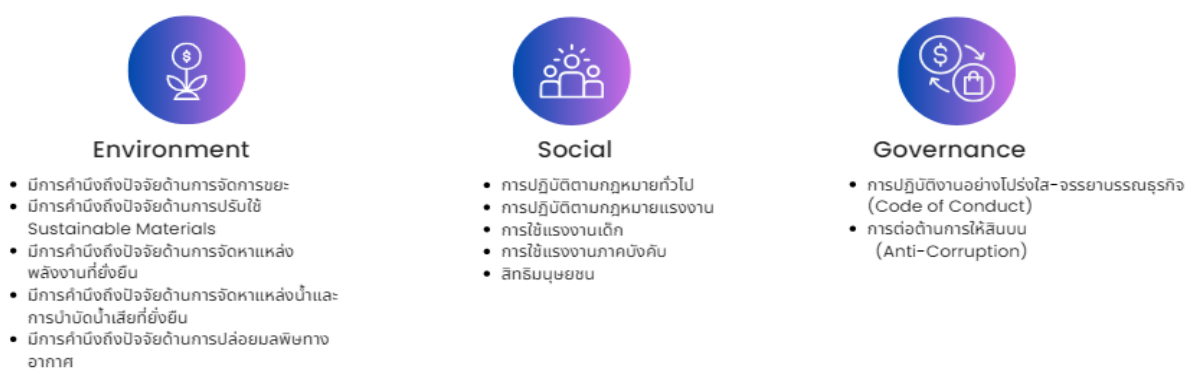 Environment
• มีการคำนึงถึงปัจจัยด้านการจัดการขยะ
• มีการคำนึงถึงปัจจัยด้านการปรับใช้
Sustainable Materials
• มีการคำนึงถึงปัจจัยด้านการจัดหาแหล่ง
พลังงานที่ยั่งยืน
• มีการคำนึงถึงปัจจัยด้านการจัดหาแหล่งน้ำและ
การบำบัดน้ำเสียที่ยั่งยืน
• มีการคำนึงถึงปัจจัยด้านการปล่อยมลพิษทาง
อากาศ
Social
• การปฏิบัติตามกฎหมายทั่วไป
• การปฏิบัติตามกฎหมายแรงงาน
• การใช้แรงงานเด็ก
• การใช้แรงงานภาคบังคับ
• สิทธิมนุษยชน
Governance
• การปฏิบัติงานอย่างโปร่งใส-จรรยาบรรณธุรกิจ
(Code of Conduct)
• การต่อต้านการให้สินบน
(Anti-Corruption)